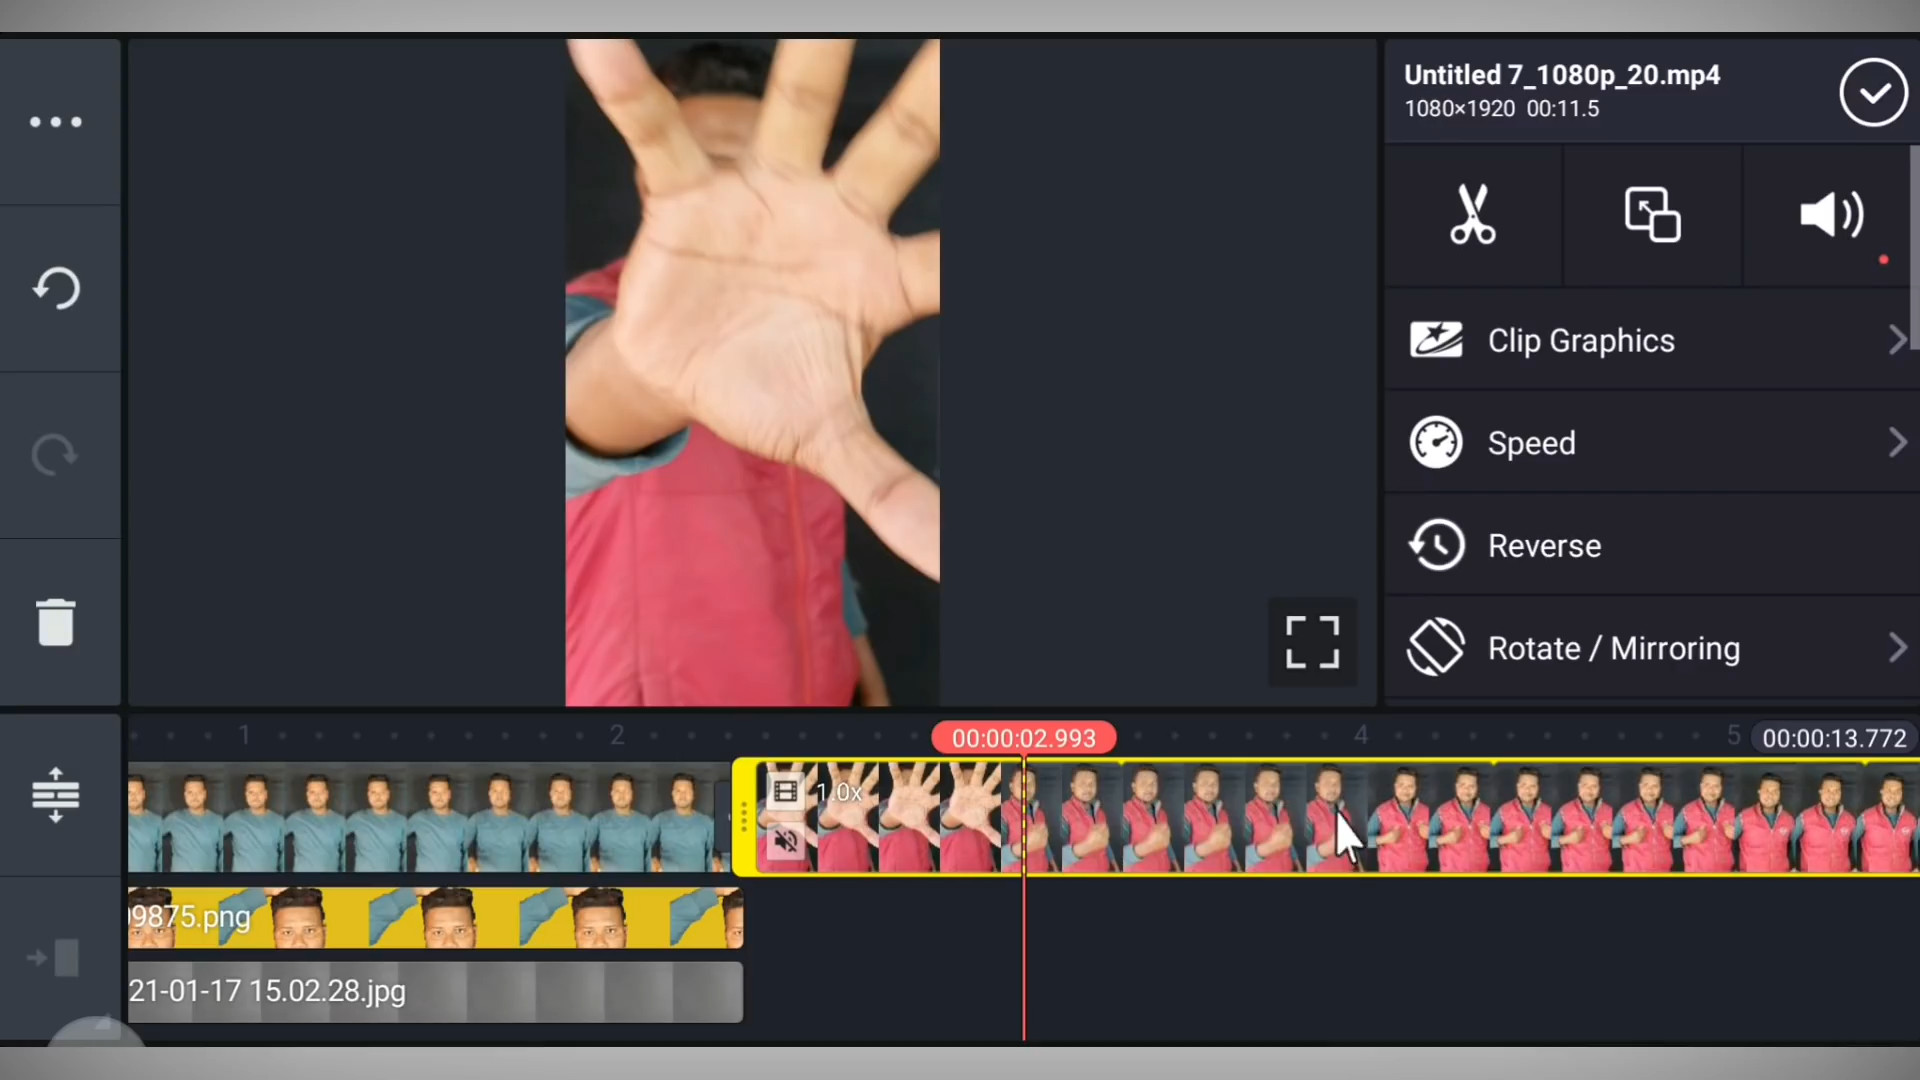 Untitled 7_1080p_20.mp4
1080×1920 00:11.5
Clip Graphics
Speed
Reverse
Rotate / Mirroring
1
2
00:00:02.993
4
5
00:00:13.772
1.0x
9875.png
21-01-17 15.02.28.jpg